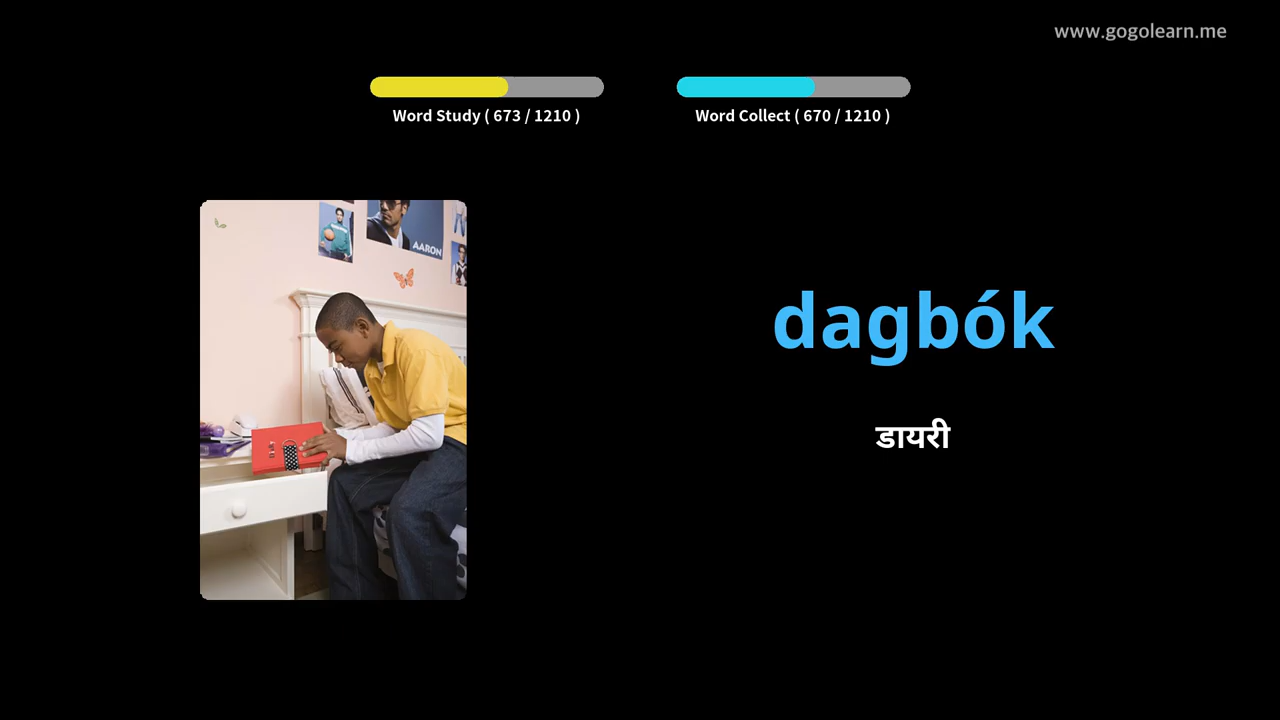 www.gogolearn.me
Word Study ( 673 / 1210 )
Word Collect ( 670 / 1210 )
AARON
dagbók
डायरी